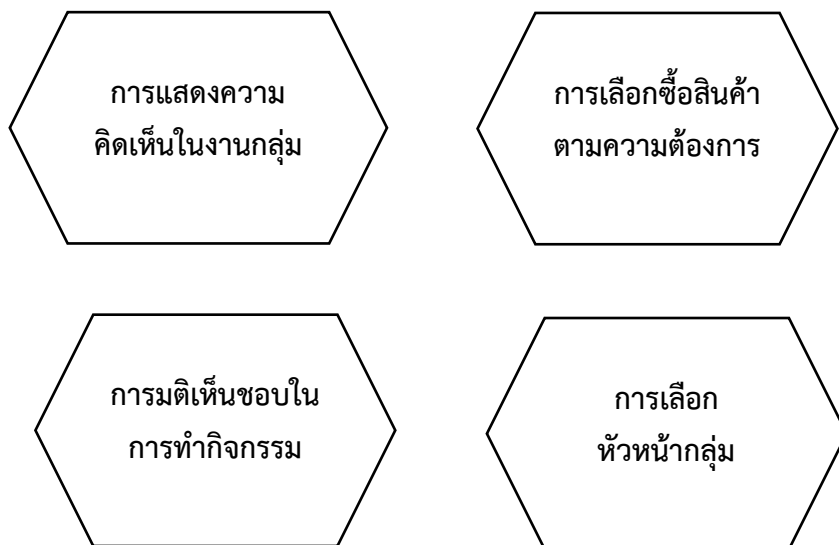 การแสดงความ
คิดเห็นในงานกลุ่ม
การเลือกซื้อสินค้า
ตามความต้องการ
การมติเห็นชอบใน
การทำกิจกรรม
การเลือก
หัวหน้ากลุ่ม